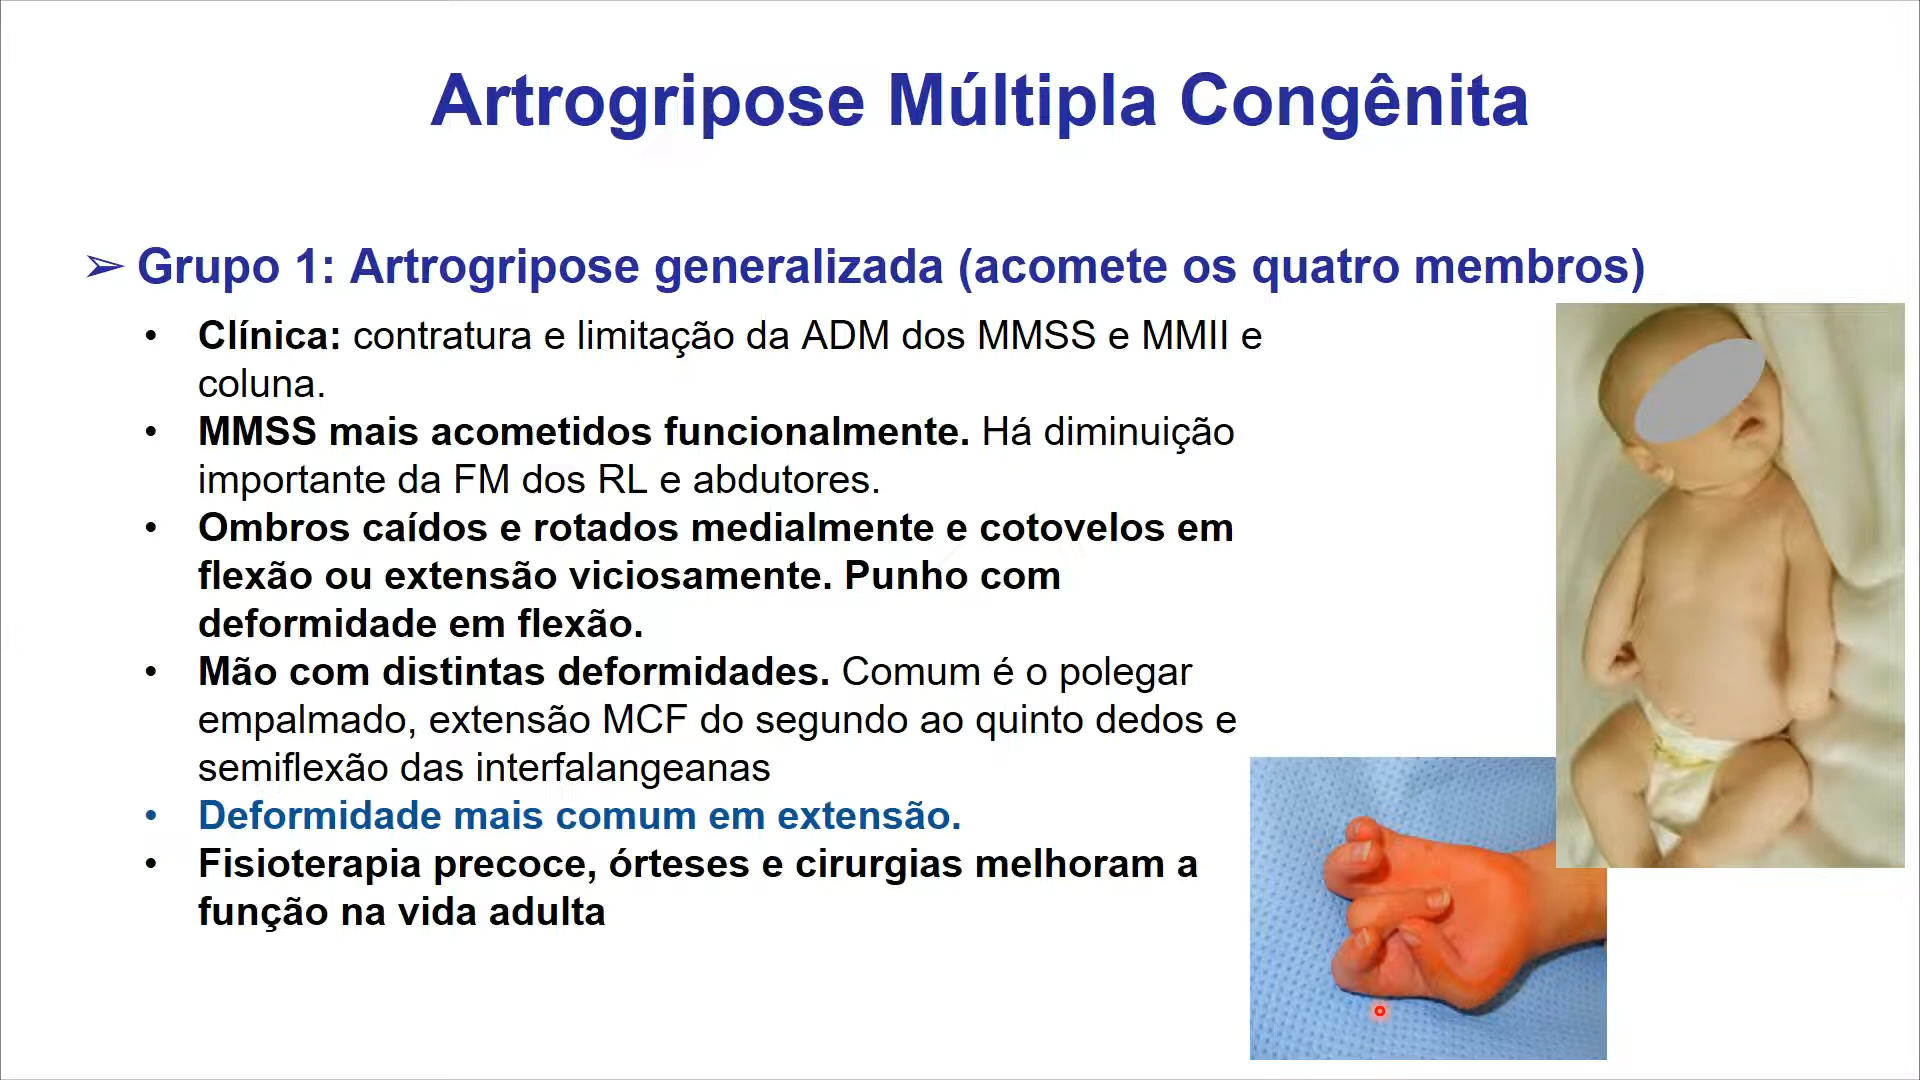 Artrogripose Múltipla Congênita
➢ Grupo 1: Artrogripose generalizada (acomete os quatro membros)
• Clínica: contratura e limitação da ADM dos MMSS e MMII e
coluna.
• MMSS mais acometidos funcionalmente. Há diminuição
importante da FM dos RL e abdutores.
• Ombros caídos e rotados medialmente e cotovelos em
flexão ou extensão viciosamente. Punho com
deformidade em flexão.
• Mão com distintas deformidades. Comum é o polegar
empalmado, extensão MCF do segundo ao quinto dedos e
semiflexão das interfalangeanas
• Deformidade mais comum em extensão.
• Fisioterapia precoce, órteses e cirurgias melhoram a
função na vida adulta